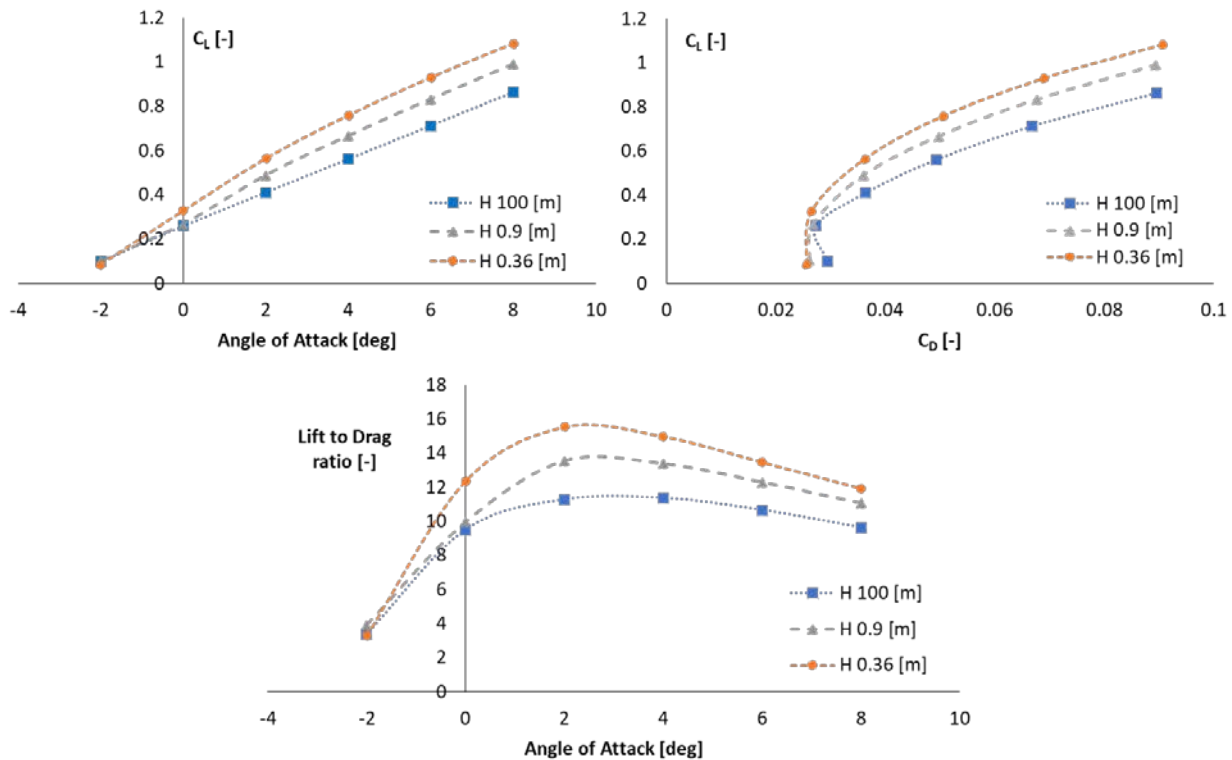 1.2
1
0.8
0.6
0.4
0.2
0
C_L [-]
H 100 [m]
H 0.9 [m]
H 0.36 [m]
-4 -2 0 2 4 6 8 10
Angle of Attack [deg]
1.2
1
0.8
0.6
0.4
0.2
0
C_L [-]
H 100 [m]
H 0.9 [m]
H 0.36 [m]
0 0.02 0.04 0.06 0.08 0.1
C_D [-]
18
16
14
12
10
8
6
4
2
0
Lift to Drag
ratio [-]
H 100 [m]
H 0.9 [m]
H 0.36 [m]
-4 -2 0 2 4 6 8 10
Angle of Attack [deg]